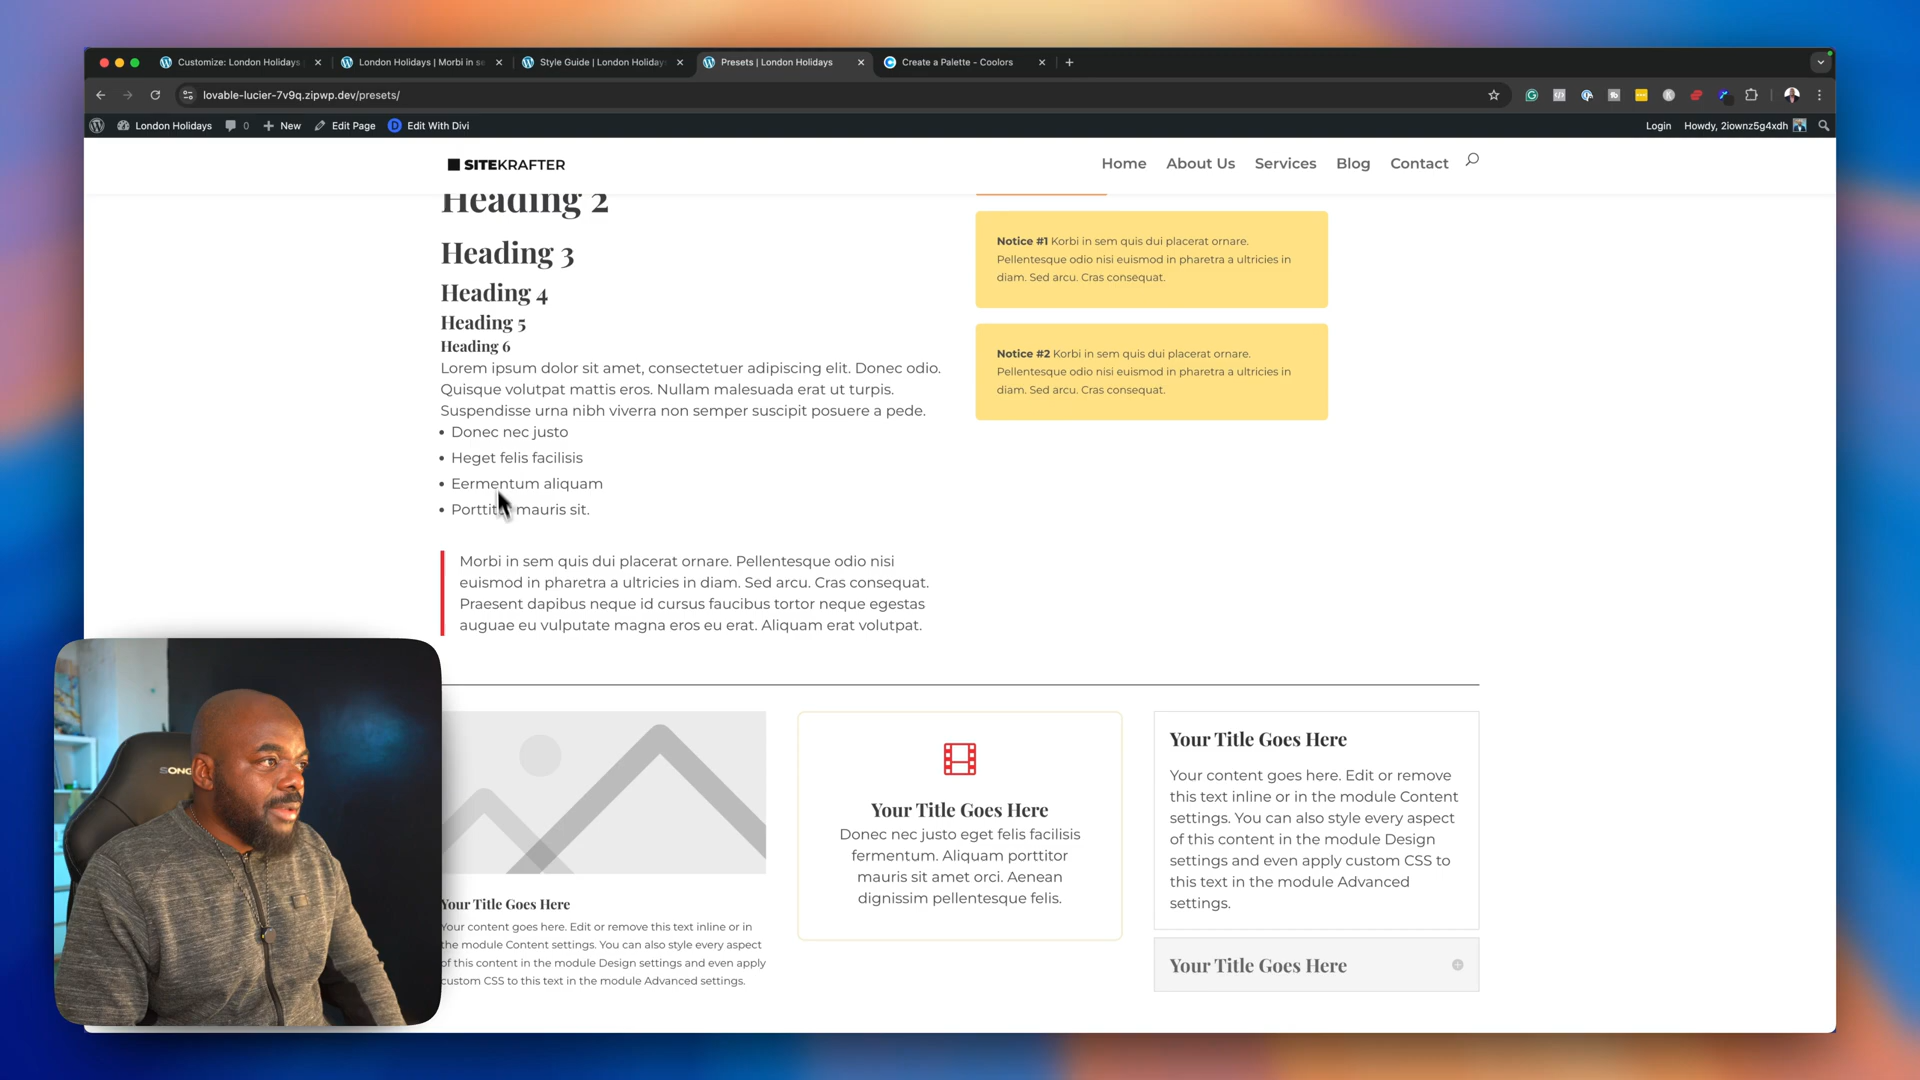 Customize: London Holidays
London Holidays | Morbi in se
Style Guide | London Holiday
Presets | London Holidays
Create a Palette - Coolors
lovable-lucier-7v9q.zipwp.dev/presets/
London Holidays
0
New
Edit Page
Edit With Divi
Login
Howdy, 2iownz5g4xdh
SITEKRAFTER
Home
About Us
Services
Blog
Contact
Heading 2
Heading 3
Heading 4
Heading 5
Heading 6
Lorem ipsum dolor sit amet, consectetuer adipiscing elit. Donec odio.
Quisque volutpat mattis eros. Nullam malesuada erat ut turpis.
Suspendisse urna nibh viverra non semper suscipit posuere a pede.
• Donec nec justo
• Heget felis facilisis
• Eermentum aliquam
• mauris sit.
Morbi in sem quis dui placerat ornare. Pellentesque odio nisi
euismod in pharetra a ultricies in diam. Sed arcu. Cras consequat.
Praesent dapibus neque id cursus faucibus tortor neque egestas
auguae eu vulputate magna eros eu erat. Aliquam erat volutpat.
Notice #1 Korbi in sem quis dui placerat ornare.
Pellentesque odio nisi euismod in pharetra a ultricies in
diam. Sed arcu. Cras consequat.
Notice #2 Korbi in sem quis dui placerat ornare.
Pellentesque odio nisi euismod in pharetra a ultricies in
diam. Sed arcu. Cras consequat.
Your Title Goes Here
Your content goes here. Edit or remove this text inline or in
the module Content settings. You can also style every aspect
of this content in the module Design settings and even apply
custom CSS to this text in the module Advanced settings.
Your Title Goes Here
Donec nec justo eget felis facilisis
fermentum. Aliquam porttitor
mauris sit amet orci. Aenean
dignissim pellentesque felis.
Your Title Goes Here
Your content goes here. Edit or remove
this text inline or in the module Content
settings. You can also style every aspect
of this content in the module Design
settings and even apply custom CSS to
this text in the module Advanced
settings.
Your Title Goes Here